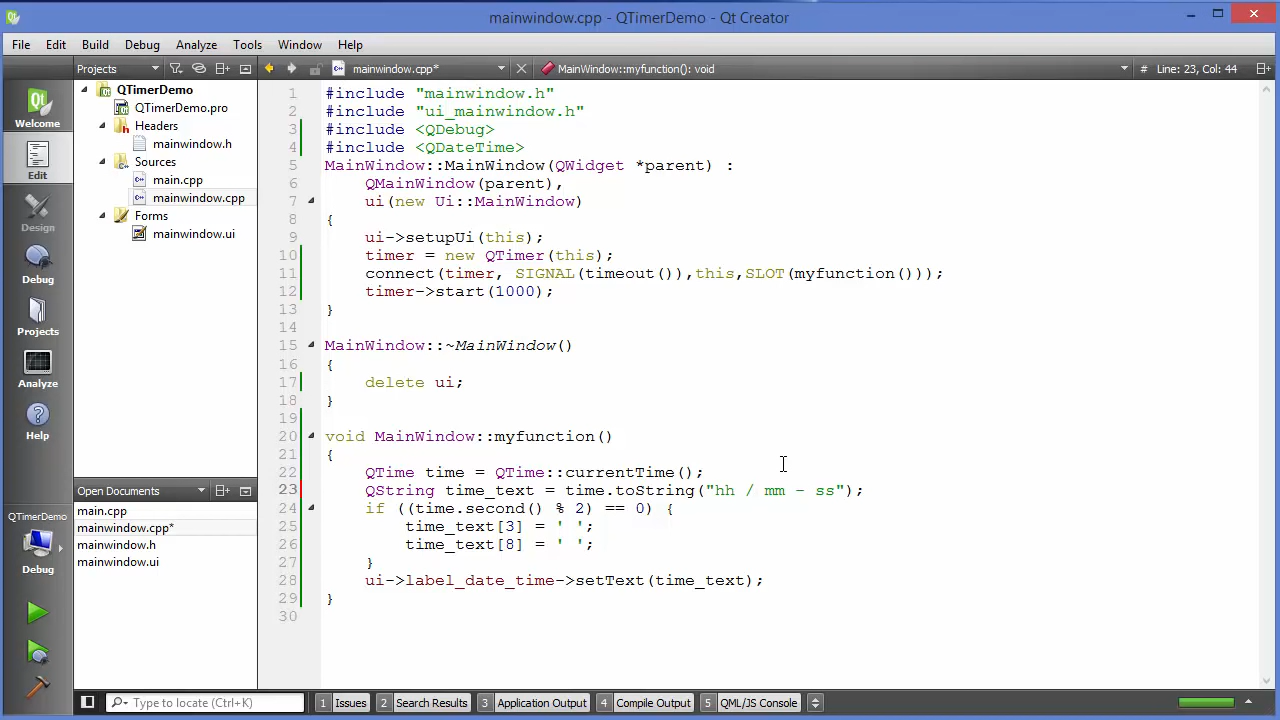 mainwindow.cpp - QTimerDemo - Qt Creator
File Edit Build Debug Analyze Tools Window Help
Projects mainwindow.cpp* MainWindow::myfunction(): void # Line: 23, Col: 44
Welcome
Edit
Design
Debug
Projects
Analyze
Help
QTimerDemo
Debug
QTimerDemo
QTimerDemo.pro
Headers
mainwindow.h
Sources
main.cpp
mainwindow.cpp
Forms
mainwindow.ui
Open Documents
main.cpp
mainwindow.cpp*
mainwindow.h
mainwindow.ui
1 #include "mainwindow.h"
2 #include "ui_mainwindow.h"
3 #include <QDebug>
4 #include <QDateTime>
5 MainWindow::MainWindow(QWidget *parent) :
6 QMainWindow(parent),
7 ui(new Ui::MainWindow)
8 {
9 ui->setupUi(this);
10 timer = new QTimer(this);
11 connect(timer, SIGNAL(timeout()),this,SLOT(myfunction()));
12 timer->start(1000);
13 }
14
15 MainWindow::~MainWindow()
16 {
17 delete ui;
18 }
19
20 void MainWindow::myfunction()
21 {
22 QTime time = QTime::currentTime();
23 QString time_text = time.toString("hh / mm - ss");
24 if ((time.second() % 2) == 0) {
25 time_text[3] = ' ';
26 time_text[8] = ' ';
27 }
28 ui->label_date_time->setText(time_text);
29 }
30
Type to locate (Ctrl+K) 1 Issues 2 Search Results 3 Application Output 4 Compile Output 5 QML/JS Console